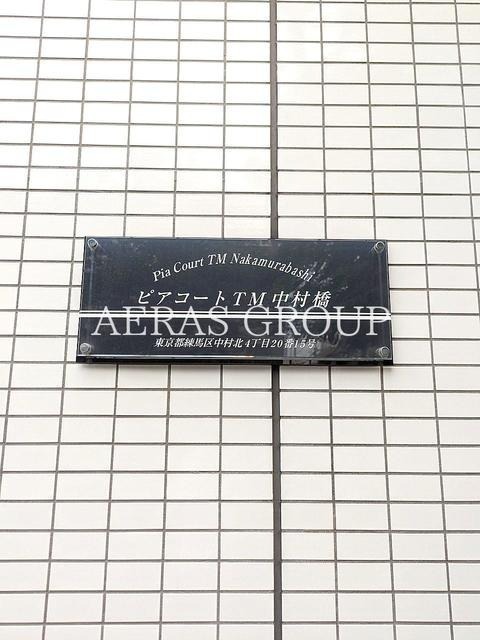 Pia Court TM Nakamurabashi
ピアコートTM中村橋
AERAS GROUP
東京都練馬区中村北4丁目20番15号